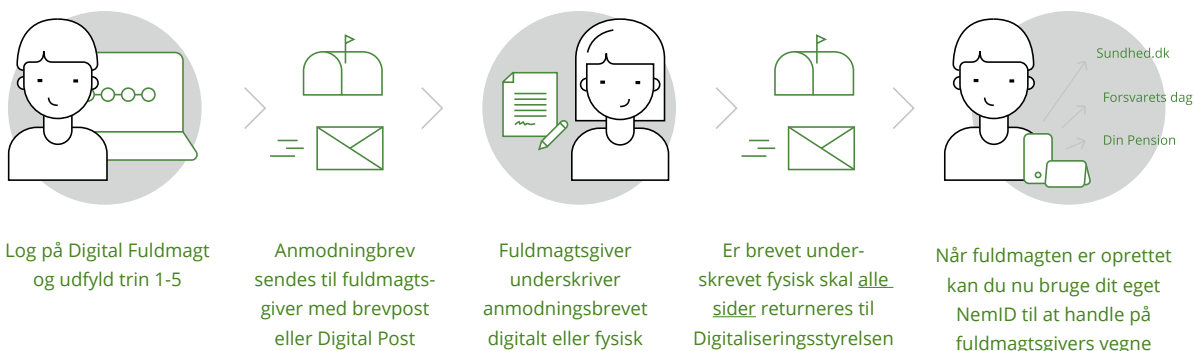 Sundhed.dk
Forsvarets dag
Din Pension
Log på Digital Fuldmagt
og udfyld trin 1-5
Anmodningbrev
sendes til fuldmagts-
giver med brevpost
eller Digital Post
Fuldmagtsgiver
underskriver
anmodningsbrevet
digitalt eller fysisk
Er brevet under-
skrevet fysisk skal alle
sider returneres til
Digitaliseringsstyrelsen
Når fuldmagten er oprettet
kan du nu bruge dit eget
NemID til at handle på
fuldmagtsgivers vegne